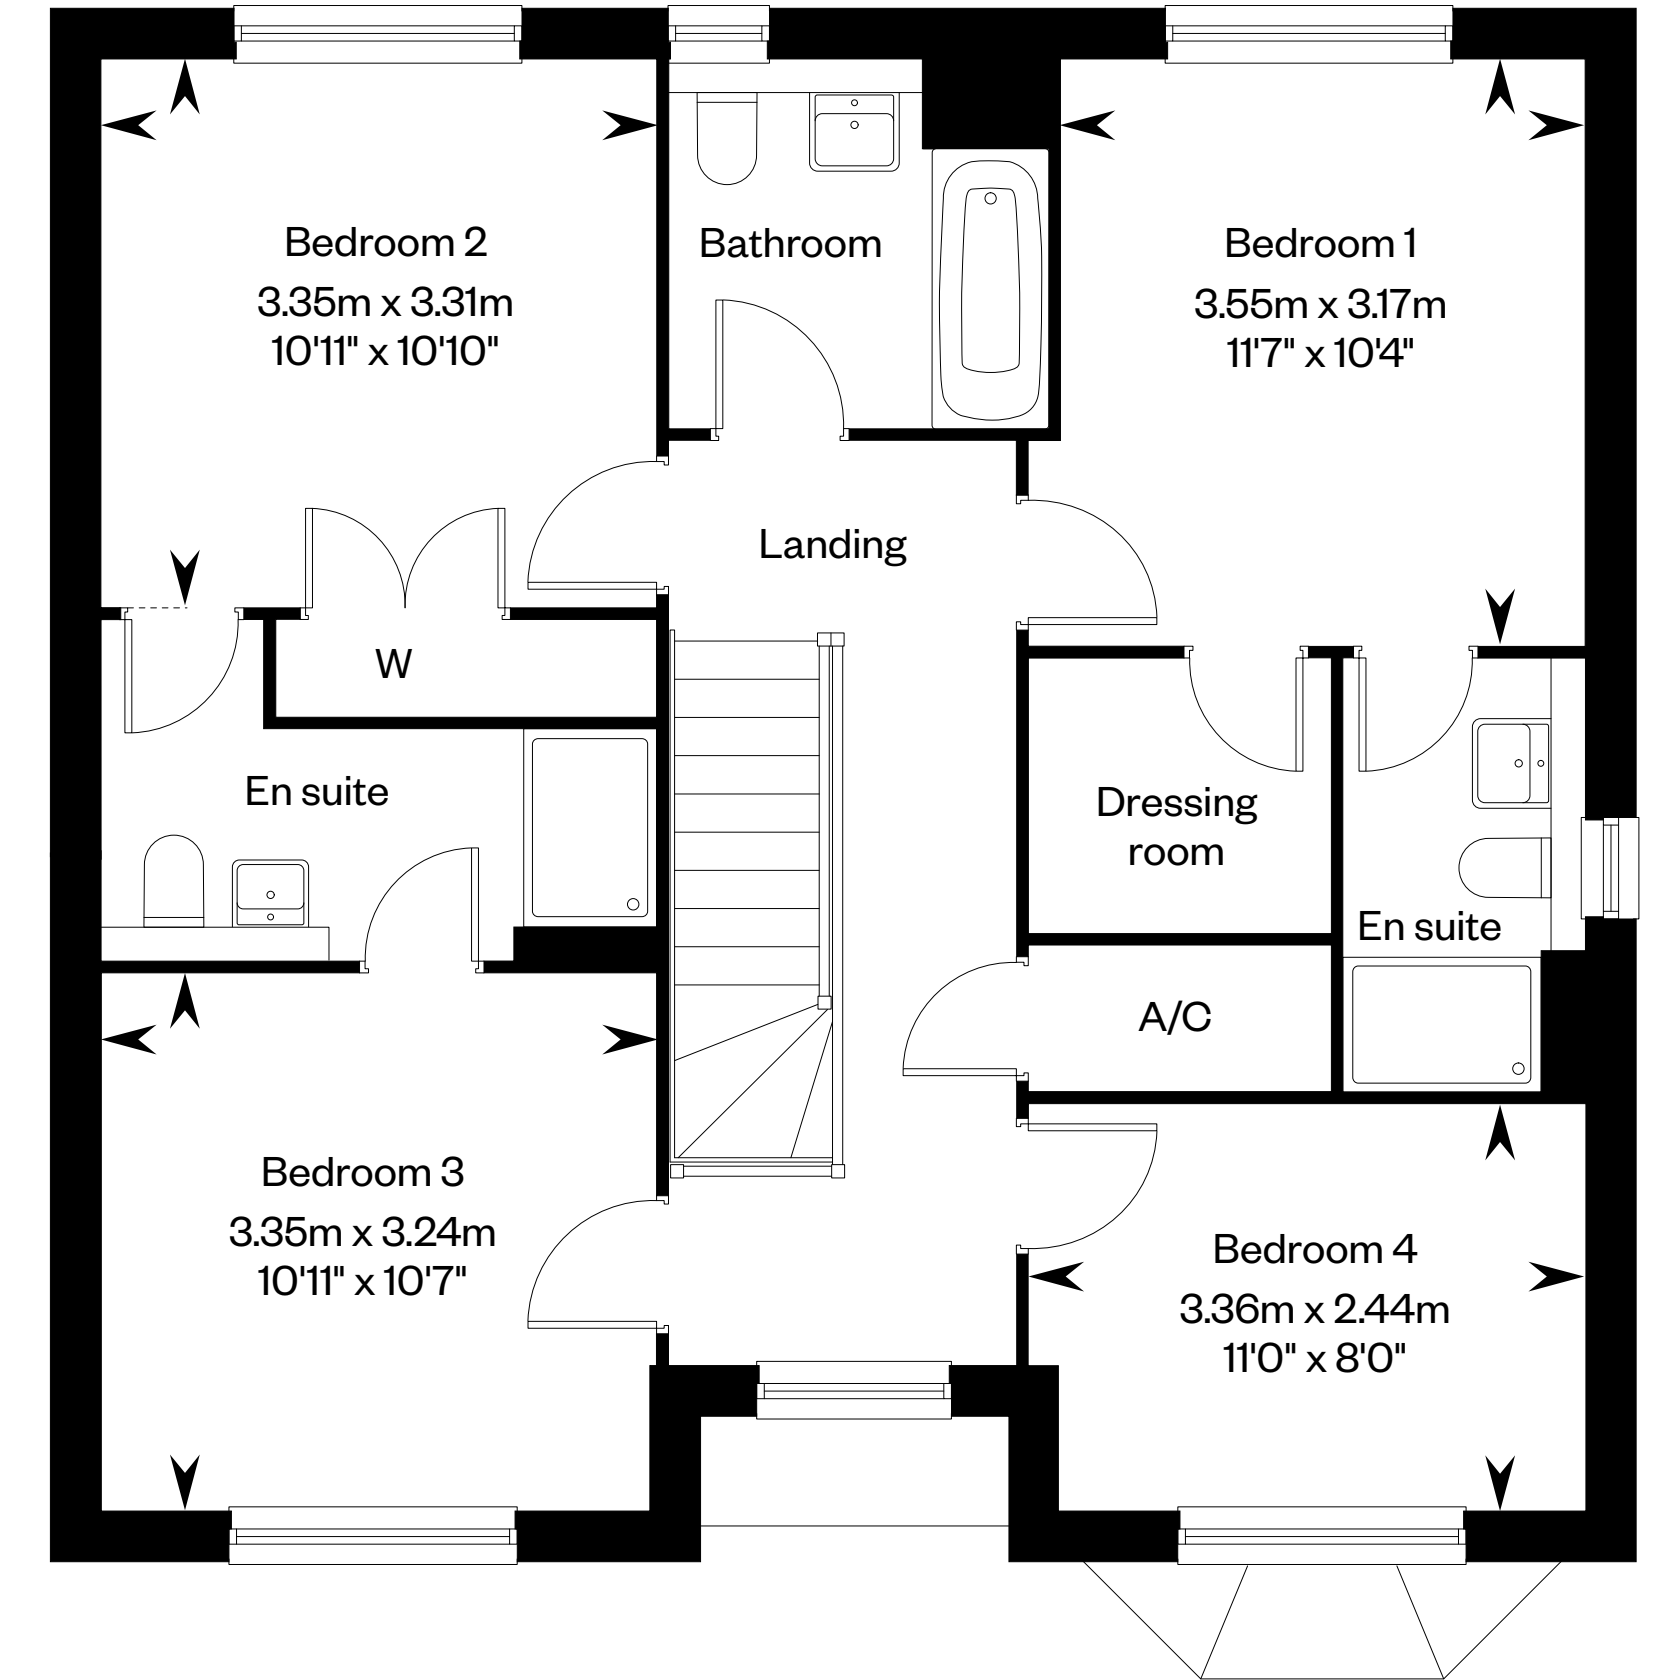 Bedroom 2
3.35m x 3.31m
10'11" x 10'10"
Bathroom
Bedroom 1
3.55m x 3.17m
11'7" x 10'4"
Landing
W
En suite
Dressing
room
En suite
A/C
Bedroom 3
3.35m x 3.24m
10'11" x 10'7"
Bedroom 4
3.36m x 2.44m
11'0" x 8'0"